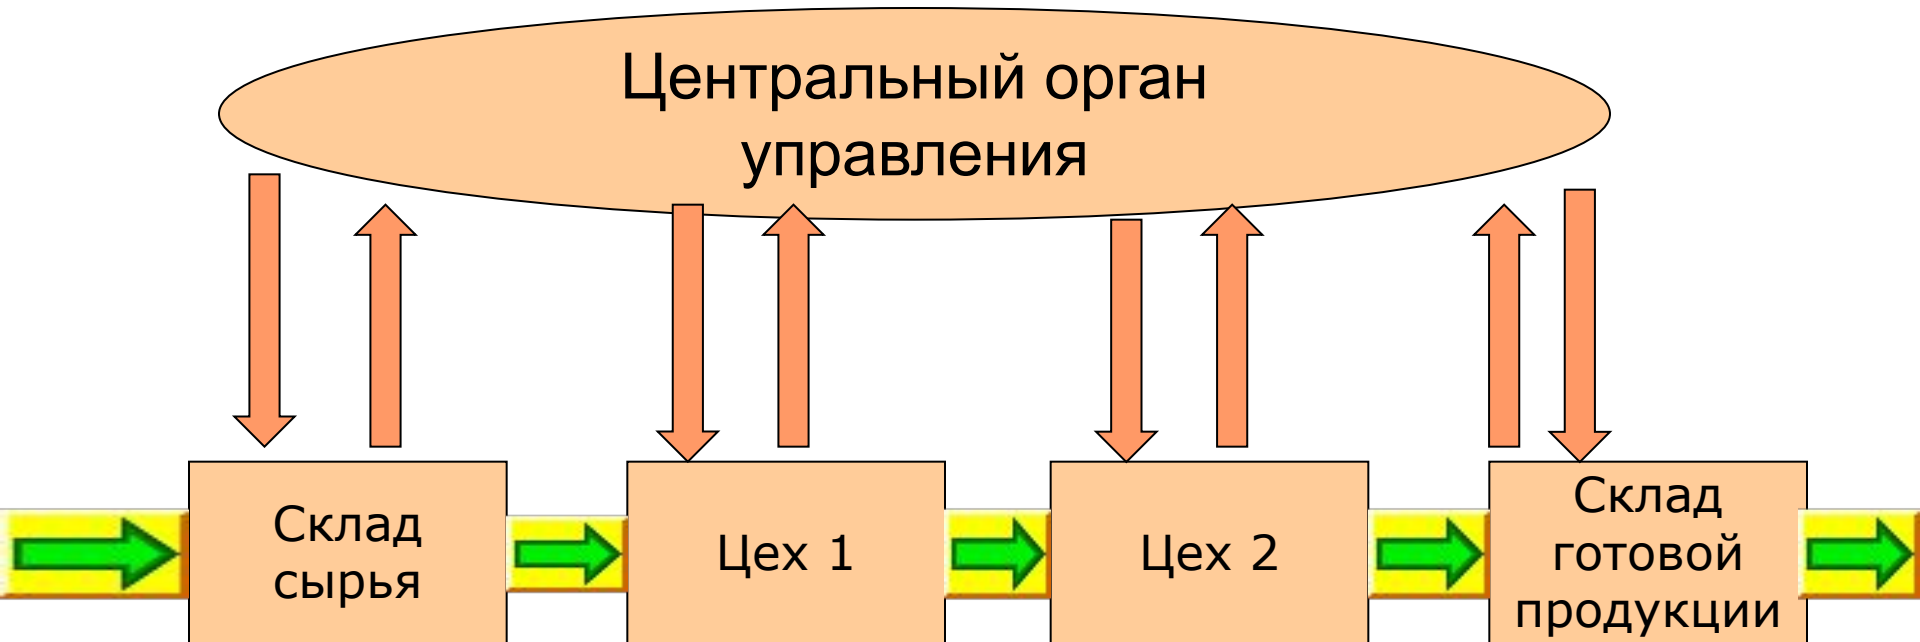 Центральный орган
управления
Склад
сырья
Цех 1
Цех 2
Склад
готовой
продукции